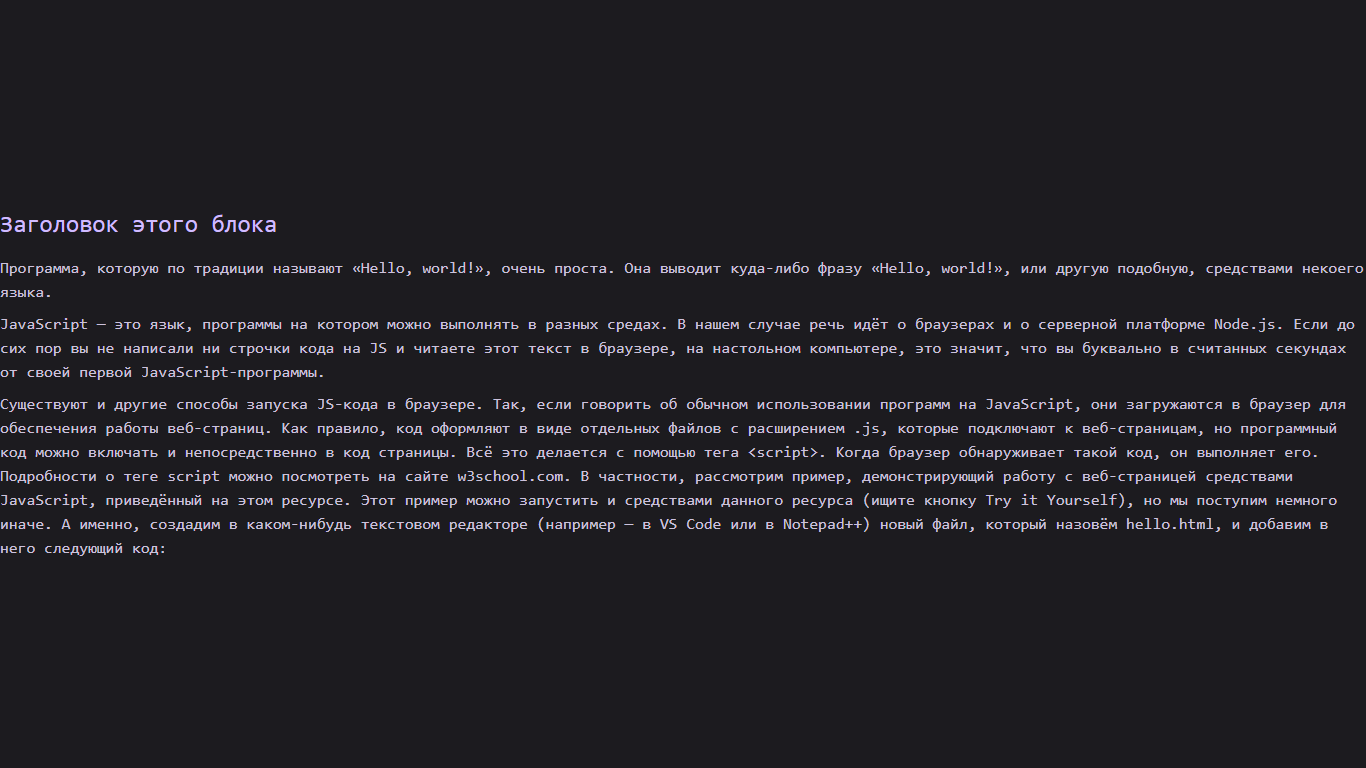 Заголовок этого блока
Программа, которую по традиции называют «Hello, world!», очень проста. Она выводит куда-либо фразу «Hello, world!», или другую подобную, средствами некоего
языка.
JavaScript — это язык, программы на котором можно выполнять в разных средах. В нашем случае речь идёт о браузерах и о серверной платформе Node.js. Если до
сих пор вы не написали ни строчки кода на JS и читаете этот текст в браузере, на настольном компьютере, это значит, что вы буквально в считанных секундах
от своей первой JavaScript-программы.
Существуют и другие способы запуска JS-кода в браузере. Так, если говорить об обычном использовании программ на JavaScript, они загружаются в браузер для
обеспечения работы веб-страниц. Как правило, код оформляют в виде отдельных файлов с расширением .js, которые подключают к веб-страницам, но программный
код можно включать и непосредственно в код страницы. Всё это делается с помощью тега <script>. Когда браузер обнаруживает такой код, он выполняет его.
Подробности о теге script можно посмотреть на сайте w3school.com. В частности, рассмотрим пример, демонстрирующий работу с веб-страницей средствами
JavaScript, приведённый на этом ресурсе. Этот пример можно запустить и средствами данного ресурса (ищите кнопку Try it Yourself), но мы поступим немного
иначе. А именно, создадим в каком-нибудь текстовом редакторе (например — в VS Code или в Notepad++) новый файл, который назовём hello.html, и добавим в
него следующий код: